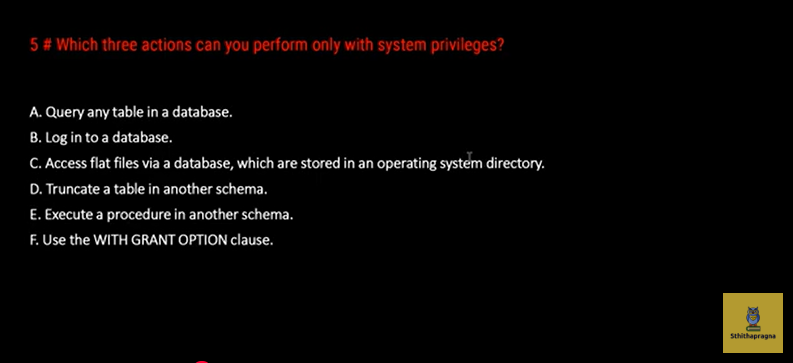 5 # Which three actions can you perform only with system privileges?
A. Query any table in a database.
B. Log in to a database.
C. Access flat files via a database, which are stored in an operating system directory.
D. Truncate a table in another schema.
E. Execute a procedure in another schema.
F. Use the WITH GRANT OPTION clause.
Sthithapragna